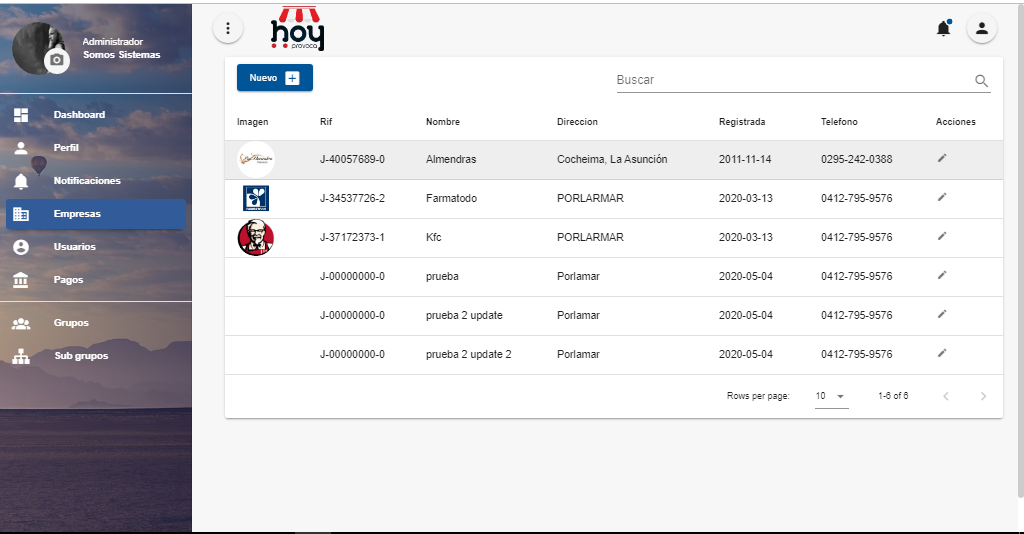 Administrador
Somos Sistemas
Dashboard
Perfil
Notificaciones
Empresas
Usuarios
Pagos
Grupos
Sub grupos
hoy
provoca
Nuevo
Buscar
Imagen Rif Nombre Direccion Registrada Telefono Acciones
J-40057689-0 Almendras Cocheima, La Asunción 2011-11-14 0295-242-0388
J-34537726-2 Farmatodo PORLARMAR 2020-03-13 0412-795-9576
J-37172373-1 Kfc PORLARMAR 2020-03-13 0412-795-9576
J-00000000-0 prueba Porlamar 2020-05-04 0412-795-9576
J-00000000-0 prueba 2 update Porlamar 2020-05-04 0412-795-9576
J-00000000-0 prueba 2 update 2 Porlamar 2020-05-04 0412-795-9576
Rows per page: 10 1-6 of 6